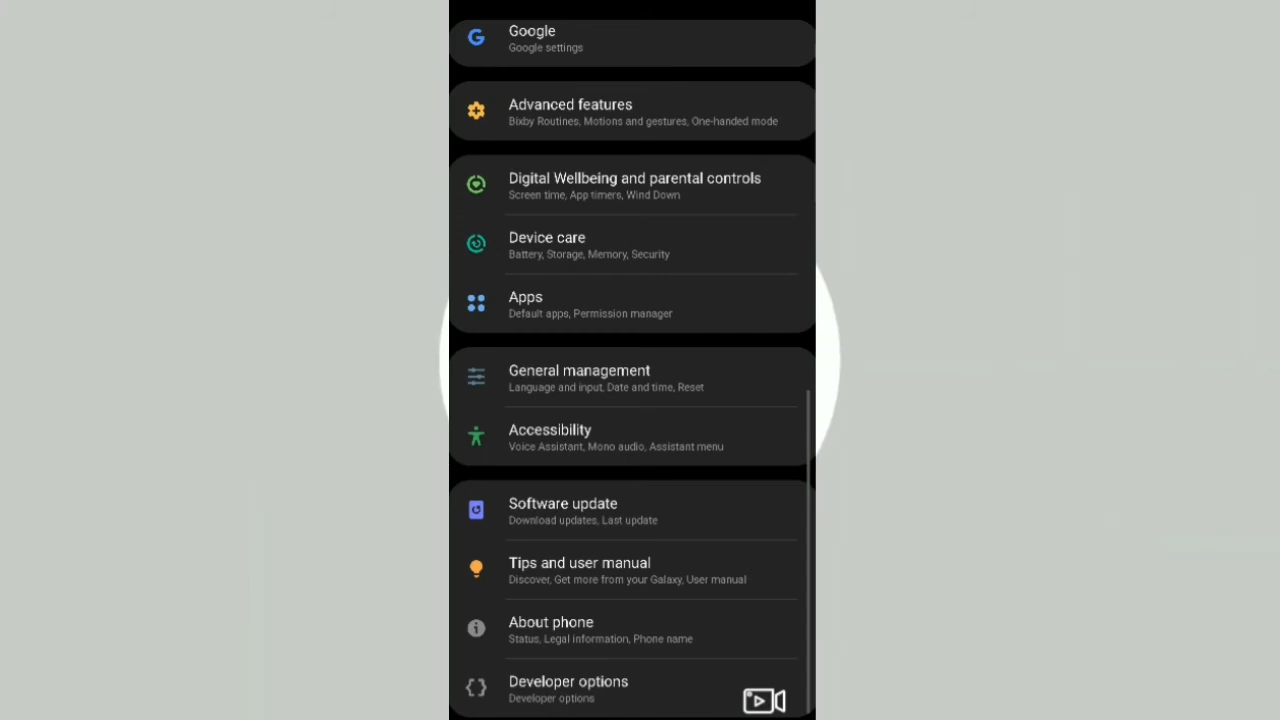 Google
Google settings
Advanced features
Bixby Routines, Motions and gestures, One-handed mode
Digital Wellbeing and parental controls
Screen time, App timers, Wind Down
Device care
Battery, Storage, Memory, Security
Apps
Default apps, Permission manager
General management
Language and input, Date and time, Reset
Accessibility
Voice Assistant, Mono audio, Assistant menu
Software update
Download updates, Last update
Tips and user manual
Discover, Get more from your Galaxy, User manual
About phone
Status, Legal information, Phone name
Developer options
Developer options